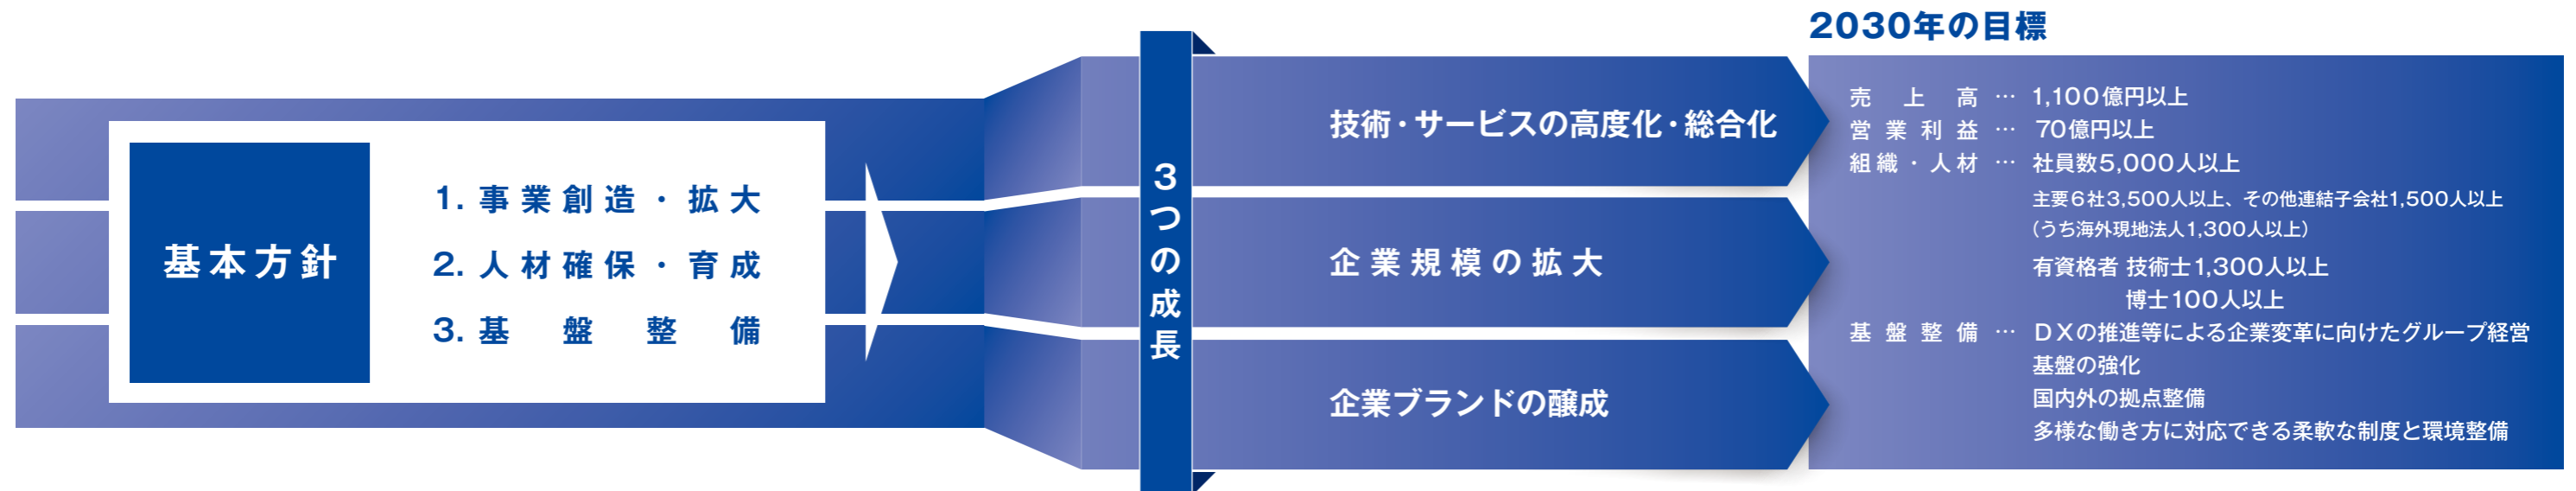 基本方針
1. 事業創造・拡大
2. 人材確保・育成
3. 基盤整備
3つの成長
技術・サービスの高度化・総合化
企業規模の拡大
企業ブランドの醸成
2030年の目標
売上高 … 1,100億円以上
営業利益 … 70億円以上
組織・人材 … 社員数5,000人以上
主要6社3,500人以上、その他連結子会社1,500人以上
(うち海外現地法人1,300人以上)
有資格者 技術士1,300人以上
博士100人以上
基盤整備 … DXの推進等による企業変革に向けたグループ経営
基盤の強化
国内外の拠点整備
多様な働き方に対応できる柔軟な制度と環境整備